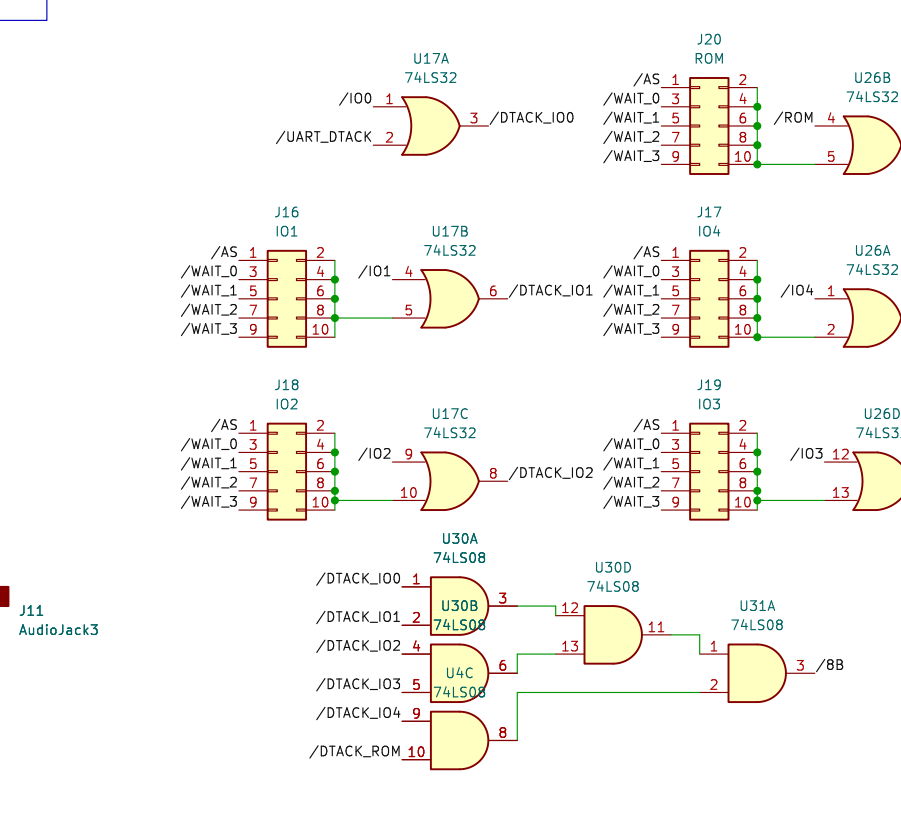 U17A
74LS32
/IO0 1
/UART_DTACK 2
3 /DTACK_IO0
J20
ROM
/AS 1 2
/WAIT_0 3 4
/WAIT_1 5 6
/WAIT_2 7 8
/WAIT_3 9 10
U26B
74LS32
/ROM 4
5
J16
IO1
/AS 1 2
/WAIT_0 3 4
/WAIT_1 5 6
/WAIT_2 7 8
/WAIT_3 9 10
U17B
74LS32
/IO1 4
5
6 /DTACK_IO1
J17
IO4
/AS 1 2
/WAIT_0 3 4
/WAIT_1 5 6
/WAIT_2 7 8
/WAIT_3 9 10
U26A
74LS32
/IO4 1
2
J18
IO2
/AS 1 2
/WAIT_0 3 4
/WAIT_1 5 6
/WAIT_2 7 8
/WAIT_3 9 10
U17C
74LS32
/IO2 9
10
8 /DTACK_IO2
J19
IO3
/AS 1 2
/WAIT_0 3 4
/WAIT_1 5 6
/WAIT_2 7 8
/WAIT_3 9 10
U26D
/IO3 12
13
J11
AudioJack3
U30A
74LS08
/DTACK_IO0 1
/DTACK_IO1 2
3
U30B
74LS08
/DTACK_IO2 4
/DTACK_IO3 5
6
U4C
74LS08
/DTACK_IO4 9
/DTACK_ROM 10
8
U30D
74LS08
12
13
11
U31A
74LS08
1
2
3 /8B